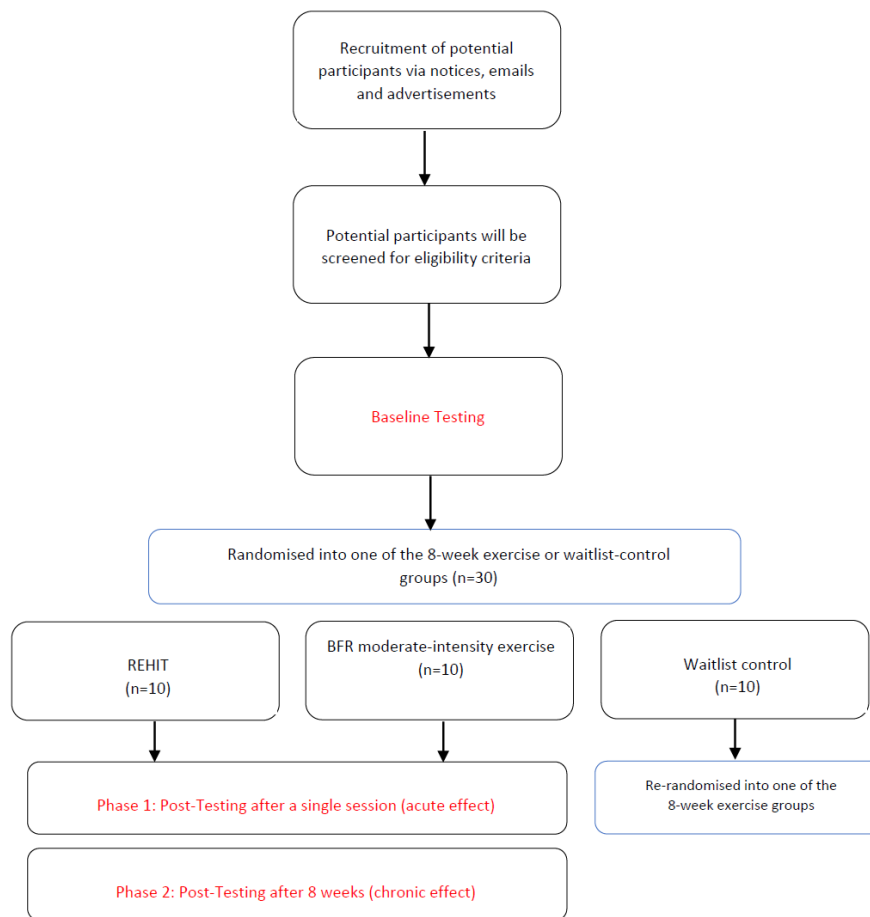 Recruitment of potential
participants via notices, emails
and advertisements
Potential participants will be
screened for eligibility criteria
Baseline Testing
Randomised into one of the 8-week exercise or waitlist-control
groups (n=30)
REHIT
(n=10)
BFR moderate-intensity exercise
(n=10)
Waitlist control
(n=10)
Phase 1: Post-Testing after a single session (acute effect)
Re-randomised into one of the
8-week exercise groups
Phase 2: Post-Testing after 8 weeks (chronic effect)